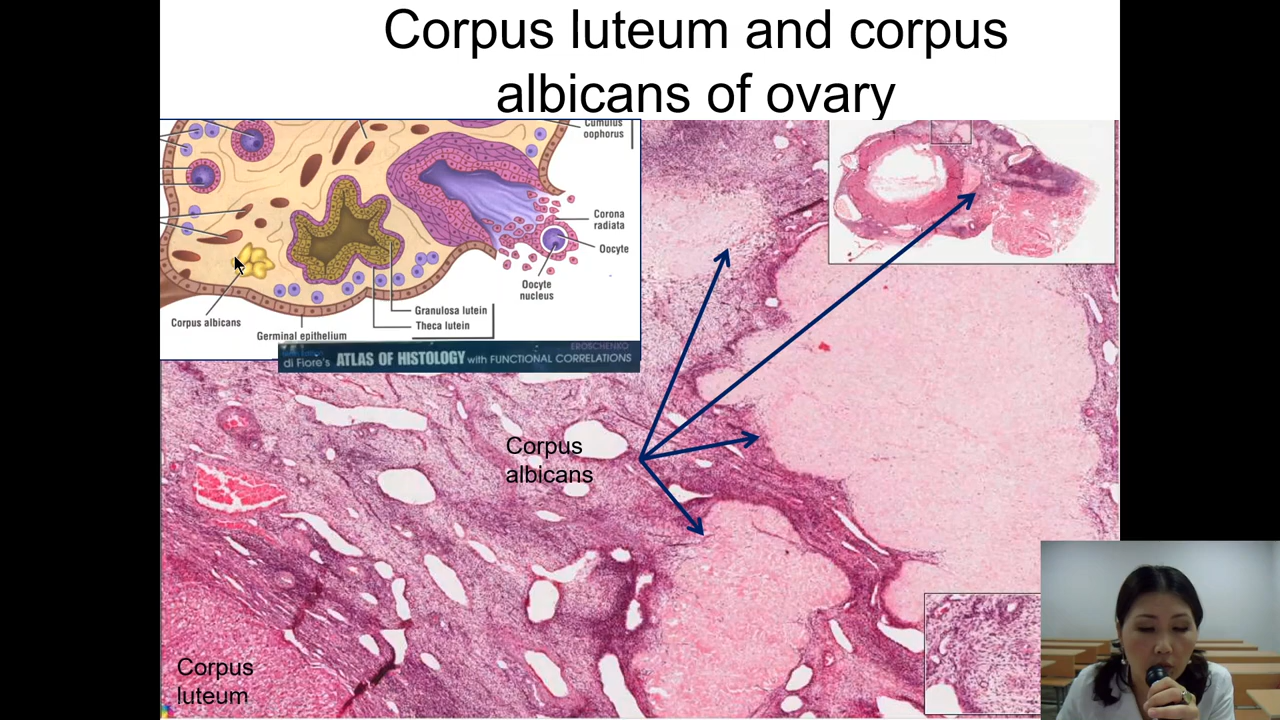 Corpus luteum and corpus
albicans of ovary
Cumulus
oophorus
Corona
radiata
Oocyte
Oocyte
nucleus
Granulosa lutein
Theca lutein
Corpus albicans
Germinal epithelium
EROSCHENKO
di Fiore's ATLAS OF HISTOLOGY with FUNCTIONAL CORRELATIONS
Corpus
albicans
Corpus
luteum